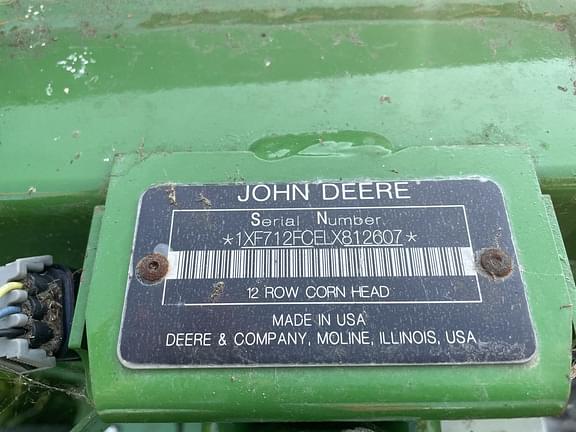 JOHN DEERE
Serial Number
*1XF712FCELX812607*
12 ROW CORN HEAD
MADE IN USA
DEERE & COMPANY, MOLINE, ILLINOIS, USA